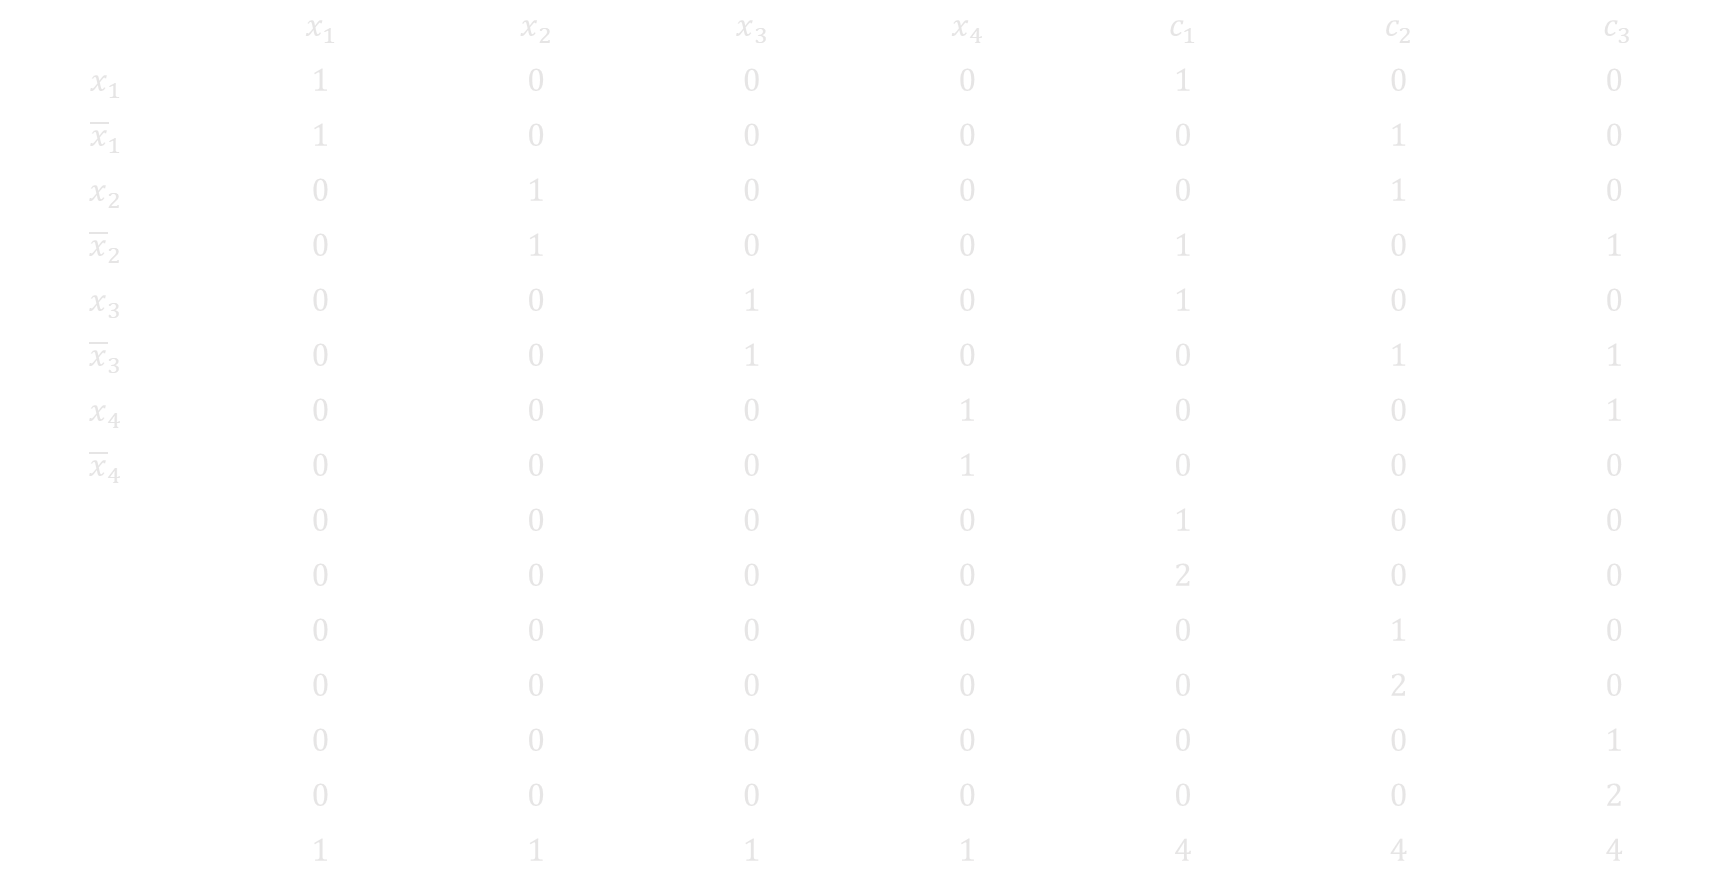 x₁ x₂ x₃ x₄ c₁ c₂ c₃
x₁ 1 0 0 0 1 0 0
x̅₁ 1 0 0 0 0 1 0
x₂ 0 1 0 0 0 1 0
x̅₂ 0 1 0 0 1 0 1
x₃ 0 0 1 0 1 0 0
x̅₃ 0 0 1 0 0 1 1
x₄ 0 0 0 1 0 0 1
x̅₄ 0 0 0 1 0 0 0
0 0 0 0 1 0 0
0 0 0 0 2 0 0
0 0 0 0 0 1 0
0 0 0 0 0 2 0
0 0 0 0 0 0 1
0 0 0 0 0 0 2
1 1 1 1 4 4 4